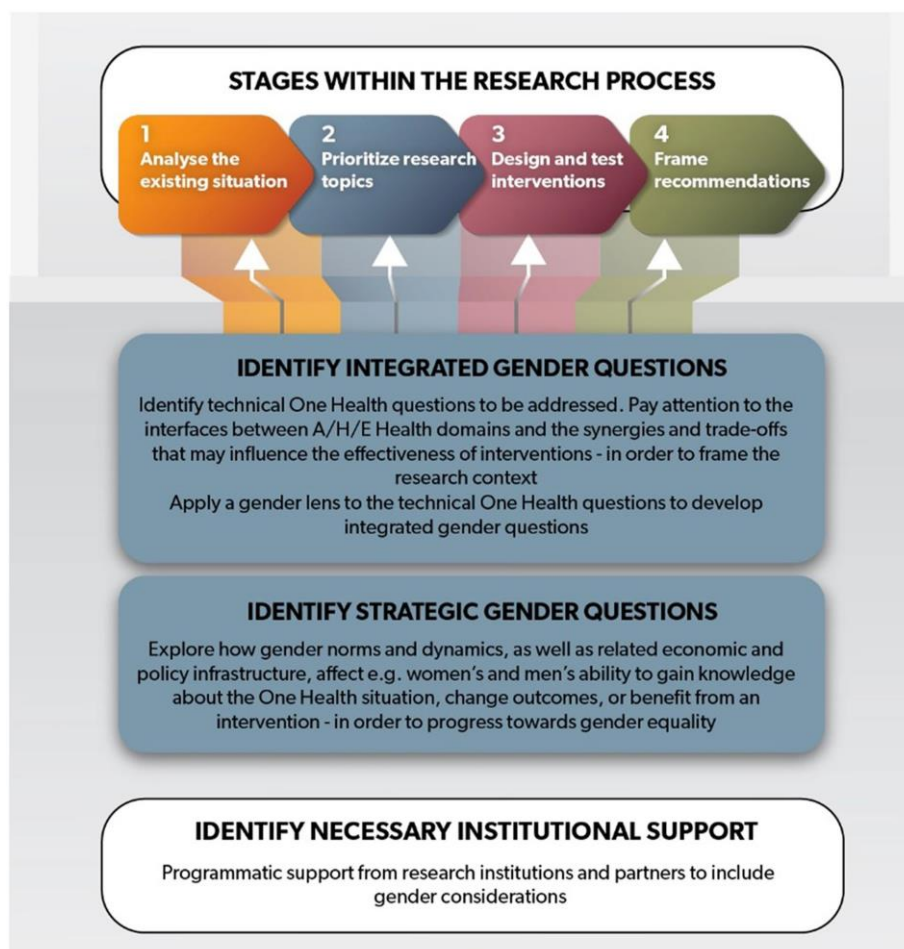 STAGES WITHIN THE RESEARCH PROCESS
1
Analyse the
existing situation
2
Prioritize research
topics
3
Design and test
interventions
4
Frame
recommendations
IDENTIFY INTEGRATED GENDER QUESTIONS
Identify technical One Health questions to be addressed. Pay attention to the
interfaces between A/H/E Health domains and the synergies and trade-offs
that may influence the effectiveness of interventions - in order to frame the
research context
Apply a gender lens to the technical One Health questions to develop
integrated gender questions
IDENTIFY STRATEGIC GENDER QUESTIONS
Explore how gender norms and dynamics, as well as related economic and
policy infrastructure, affect e.g. women's and men's ability to gain knowledge
about the One Health situation, change outcomes, or benefit from an
intervention - in order to progress towards gender equality
IDENTIFY NECESSARY INSTITUTIONAL SUPPORT
Programmatic support from research institutions and partners to include
gender considerations